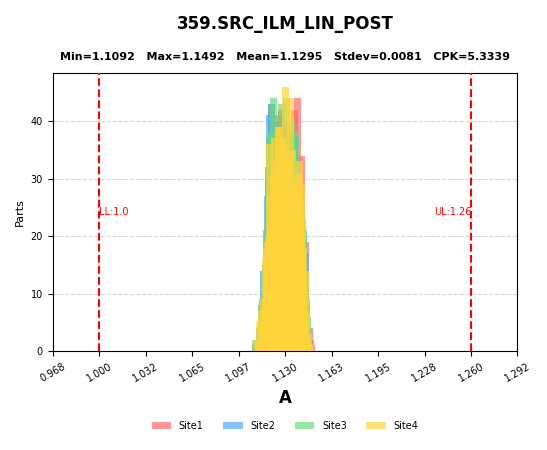 359.SRC_ILM_LIN_POST
Min=1.1092 Max=1.1492 Mean=1.1295 Stdev=0.0081 CPK=5.3339
Parts
40
30
20
10
0
LL:1.0
UL:1.26
0.968 1.000 1.032 1.065 1.097 1.130 1.163 1.195 1.228 1.260 1.292
A
Site1 Site2 Site3 Site4